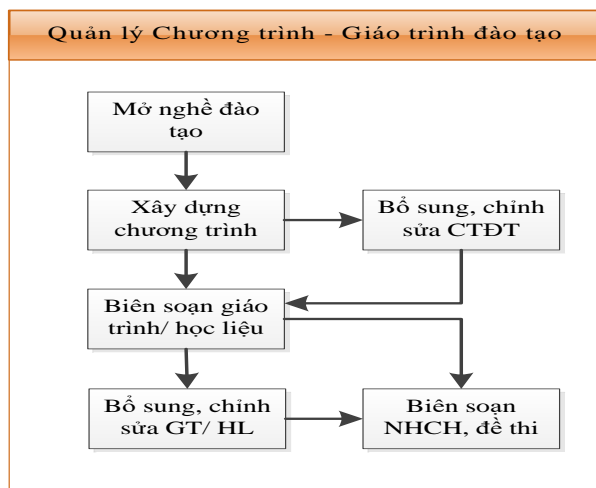 Quản lý Chương trình - Giáo trình đào tạo
Mở nghề đào
tạo
Xây dựng
chương trình
Bổ sung, chỉnh
sửa CTĐT
Biên soạn giáo
trình/ học liệu
Bổ sung, chỉnh
sửa GT/ HL
Biên soạn
NHCH, đề thi